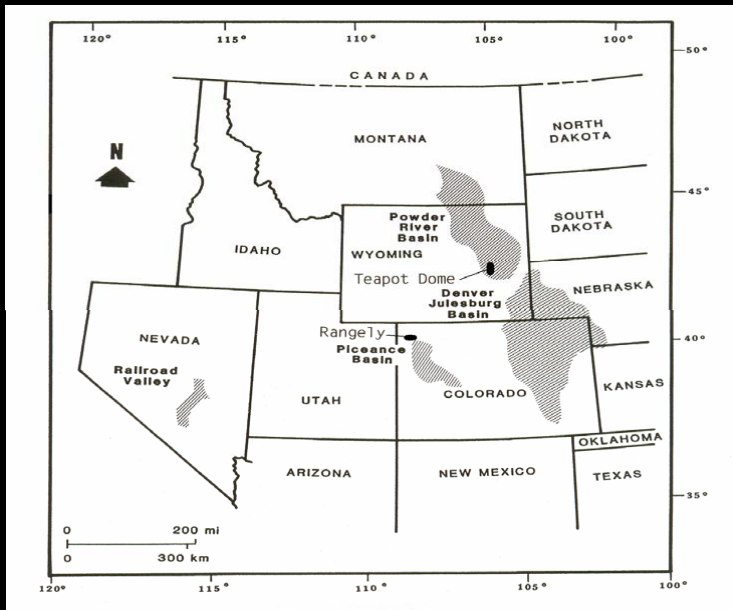 120°
115°
110°
105°
50°
CANADA
MONTANA
NORTH
DAKOTA
N
45°
Powder
River
Basin
SOUTH
DAKOTA
IDAHO
WYOMING
Teapot Dome
NEBRASKA
Denver
Julesburg
Basin
Rangely
NEVADA
Piceance
Basin
40°
Railroad
Valley
UTAH
COLORADO
KANSAS
OKLAHOMA
ARIZONA
NEW MEXICO
TEXAS
35°
0 200 mi
0 300 km
120°
115°
110°
105°
100°